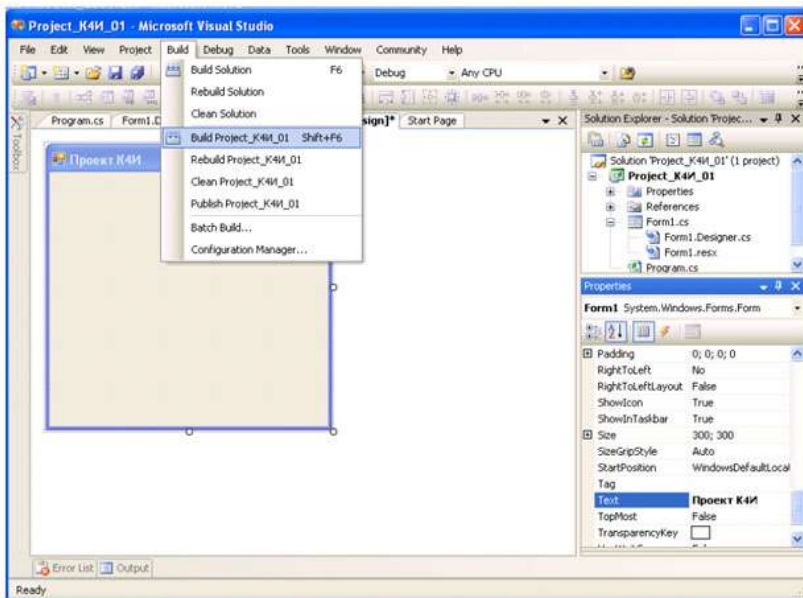 Project_К4И_01 - Microsoft Visual Studio
File Edit View Project Build Debug Data Tools Window Community Help
Debug Any CPU
Build Solution F6
Rebuild Solution
Clean Solution
Build Project_К4И_01 Shift+F6
Rebuild Project_К4И_01
Clean Project_К4И_01
Publish Project_К4И_01
Batch Build...
Configuration Manager...
Toolbox
Program.cs Form1.D sign]* Start Page
Проект К4И
Solution Explorer - Solution 'Projec...
Solution 'Project_К4И_01' (1 project)
Project_К4И_01
Properties
References
Form1.cs
Form1.Designer.cs
Form1.resx
Program.cs
Properties
Form1 System.Windows.Forms.Form
Padding 0; 0; 0; 0
RightToLeft No
RightToLeftLayout False
ShowIcon True
ShowInTaskbar True
Size 300; 300
SizeGripStyle Auto
StartPosition WindowsDefaultLocat
Tag
Text Проект К4И
TopMost False
TransparencyKey
Error List Output
Ready